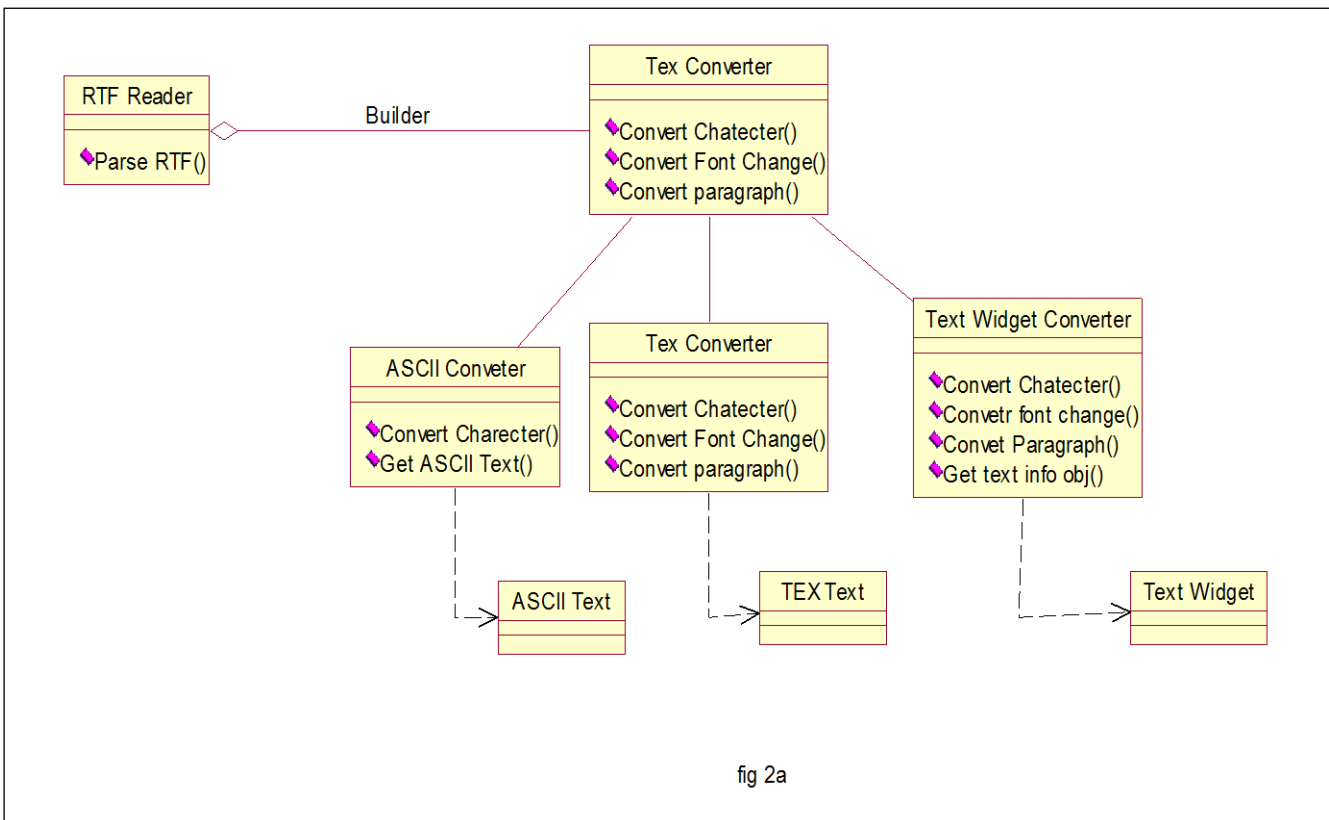 RTF Reader
Parse RTF()
Builder
Tex Converter
Convert Chatecter()
Convert Font Change()
Convert paragraph()
ASCII Conveter
Convert Charecter()
Get ASCII Text()
Tex Converter
Convert Chatecter()
Convert Font Change()
Convert paragraph()
Text Widget Converter
Convert Chatecter()
Convetr font change()
Convet Paragraph()
Get text info obj()
ASCII Text
TEX Text
Text Widget
fig 2a